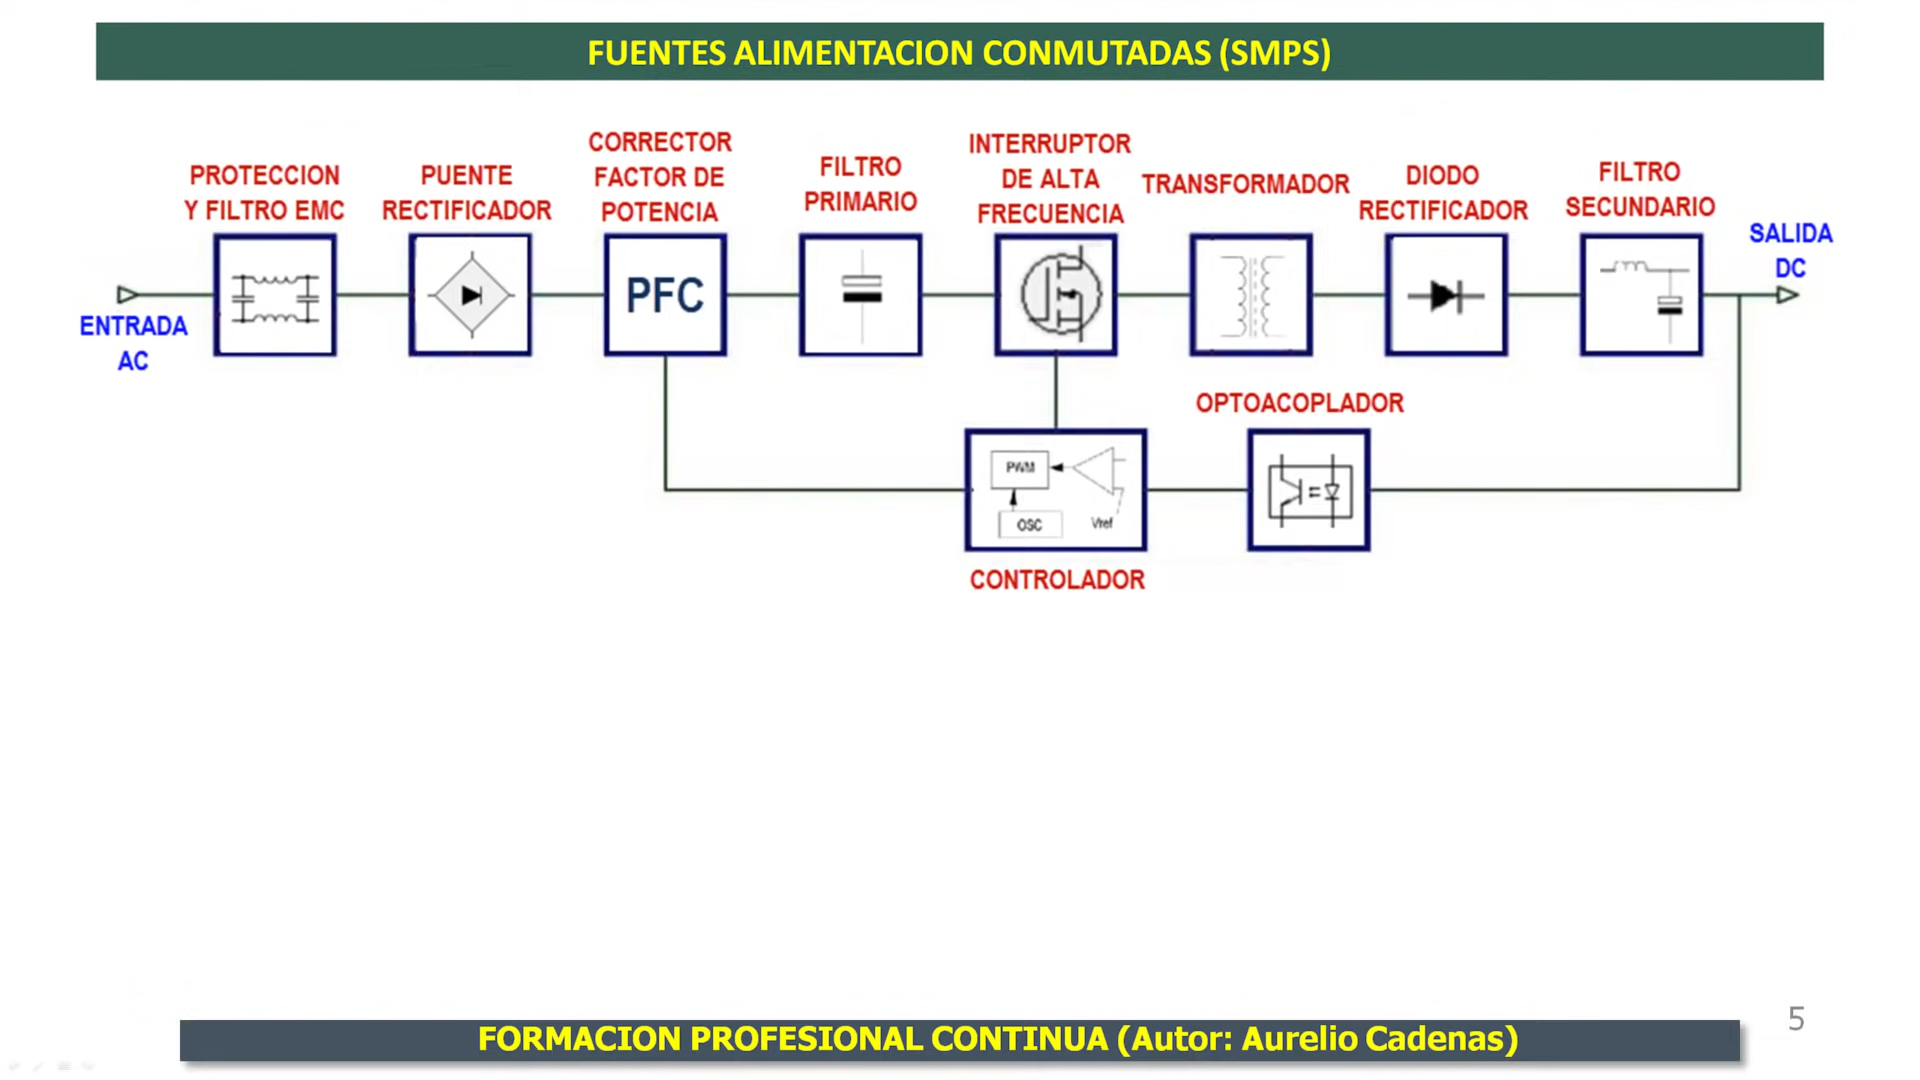 FUENTES ALIMENTACION CONMUTADAS (SMPS)
PROTECCION
Y FILTRO EMC
PUENTE
RECTIFICADOR
CORRECTOR
FACTOR DE
POTENCIA
FILTRO
PRIMARIO
INTERRUPTOR
DE ALTA
FRECUENCIA
TRANSFORMADOR
DIODO
RECTIFICADOR
FILTRO
SECUNDARIO
SALIDA
DC
ENTRADA
AC
PFC
OPTOACOPLADOR
PWM
OSC
Vref
CONTROLADOR
5
FORMACION PROFESIONAL CONTINUA (Autor: Aurelio Cadenas)